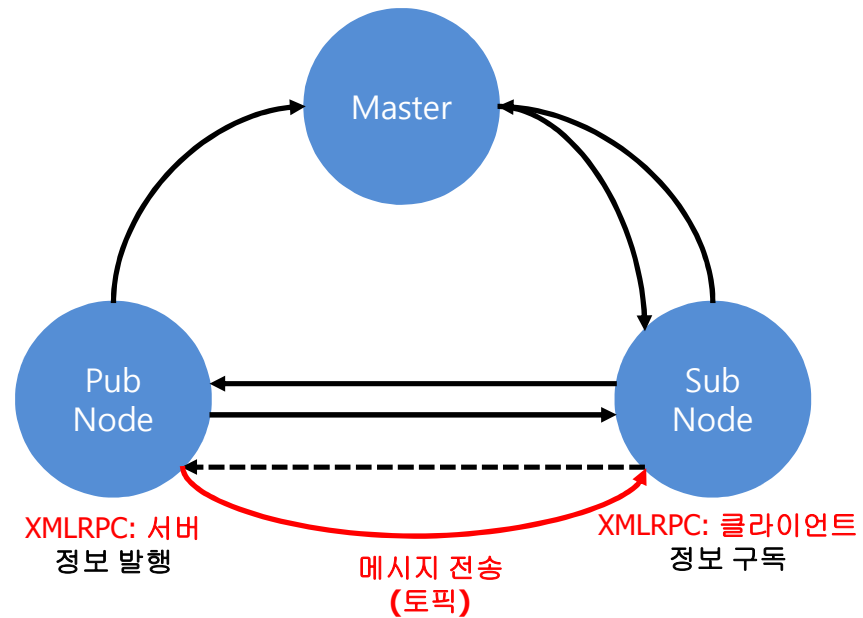 Master
Pub
Node
Sub
Node
XMLRPC: 서버
정보 발행
XMLRPC: 클라이언트
정보 구독
메시지 전송
(토픽)